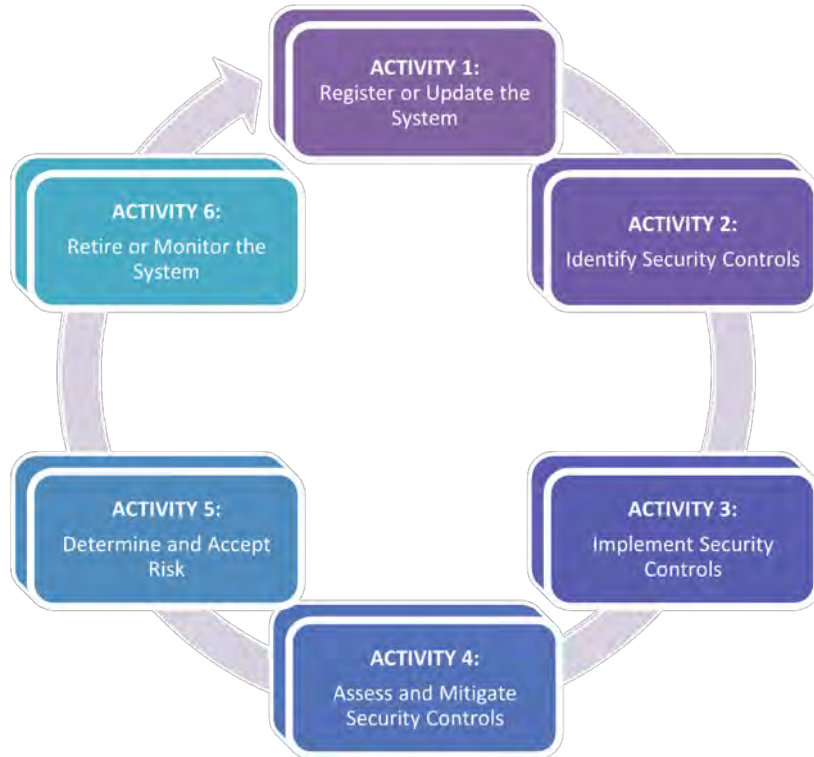 ACTIVITY 1:
Register or Update the
System
ACTIVITY 2:
Identify Security Controls
ACTIVITY 3:
Implement Security
Controls
ACTIVITY 4:
Assess and Mitigate
Security Controls
ACTIVITY 5:
Determine and Accept
Risk
ACTIVITY 6:
Retire or Monitor the
System